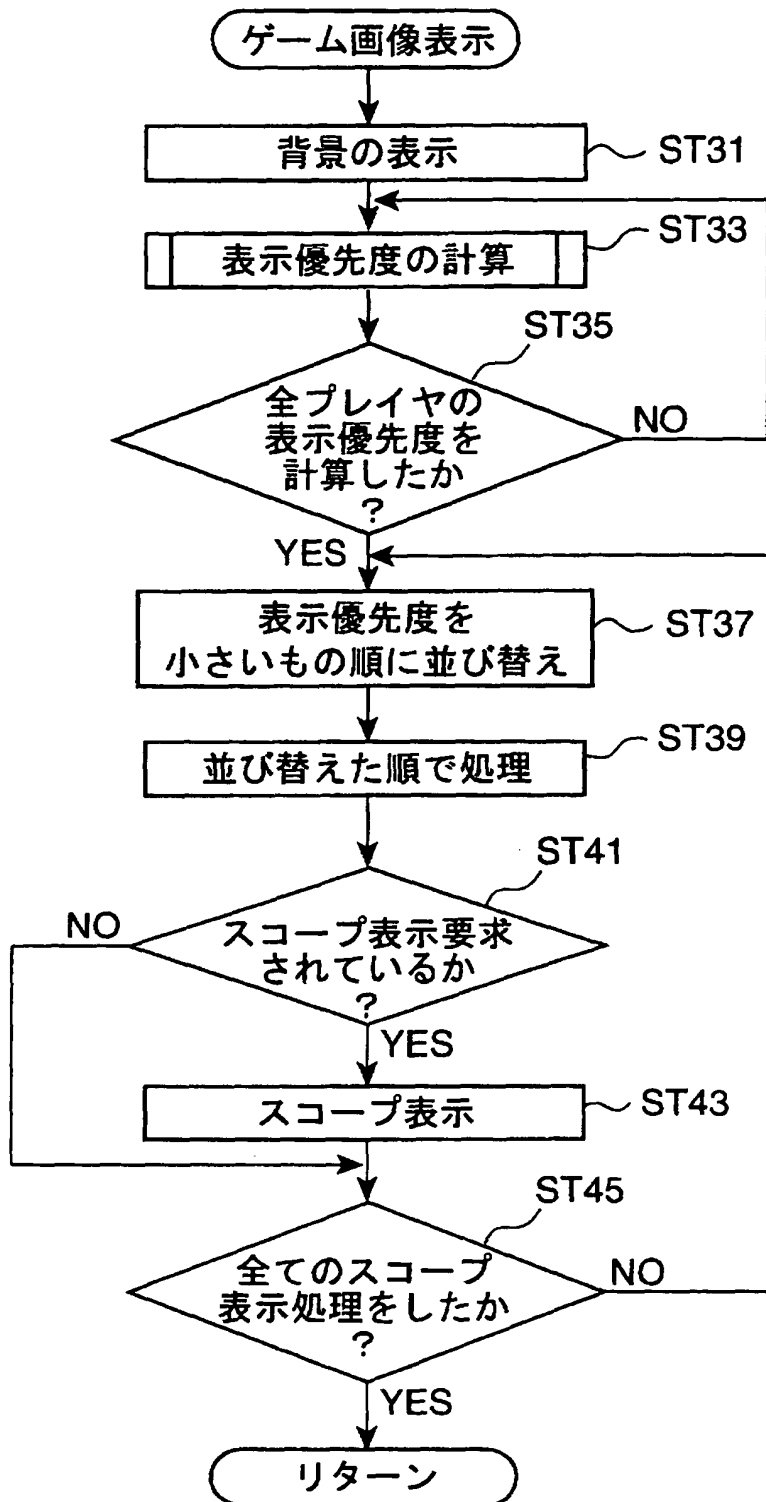 ゲーム画像表示
背景の表示
ST31
表示優先度の計算
ST33
ST35
全プレイヤの
表示優先度を
計算したか
?
NO
YES
表示優先度を
小さいもの順に並び替え
ST37
並び替えた順で処理
ST39
ST41
NO
スコープ表示要求
されているか
?
YES
スコープ表示
ST43
ST45
全てのスコープ
表示処理をしたか
?
NO
YES
リターン